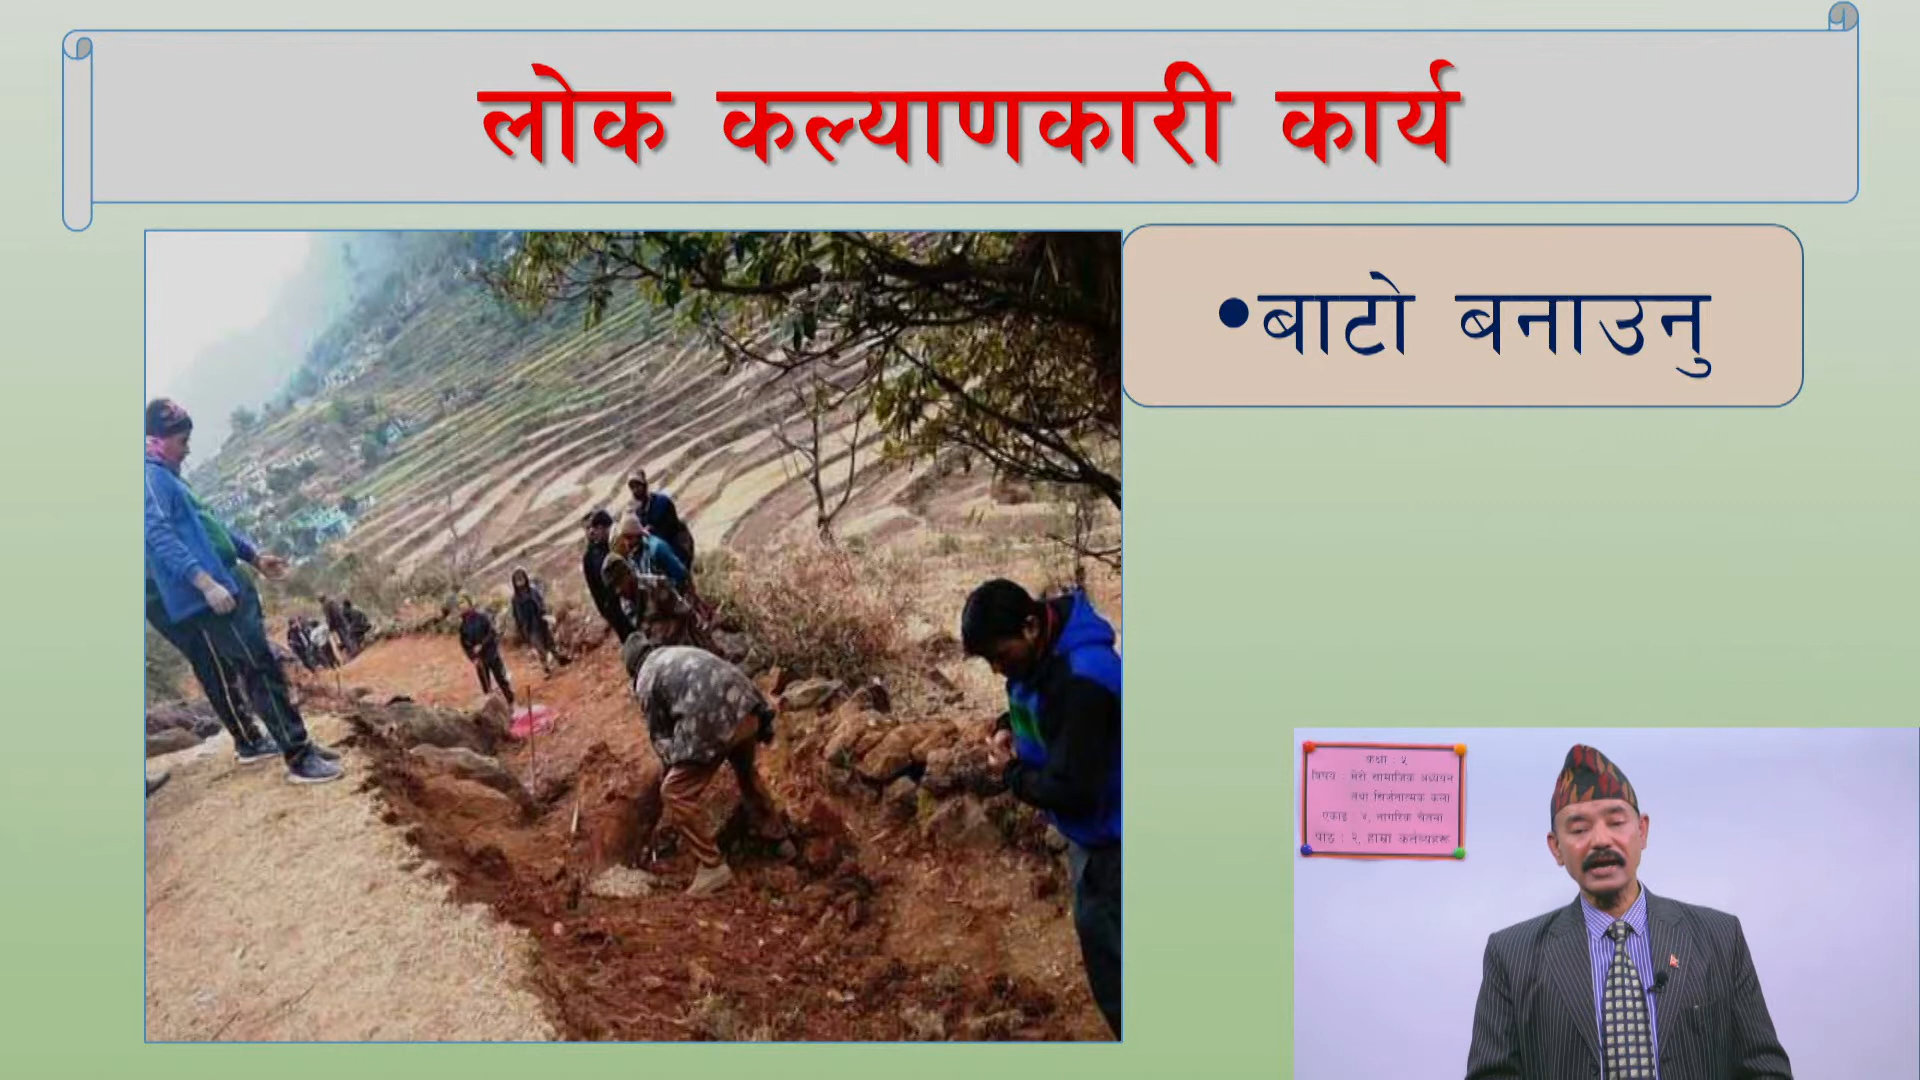 लोक कल्याणकारी कार्य
•बाटो बनाउनु
कक्षा : ५
विषय : मेरो सामाजिक अध्ययन
तथा सिर्जनात्मक कला
एकाइ : ४, नागरिक चेतना
पाठ : २, हाम्रा कर्तव्यहरू